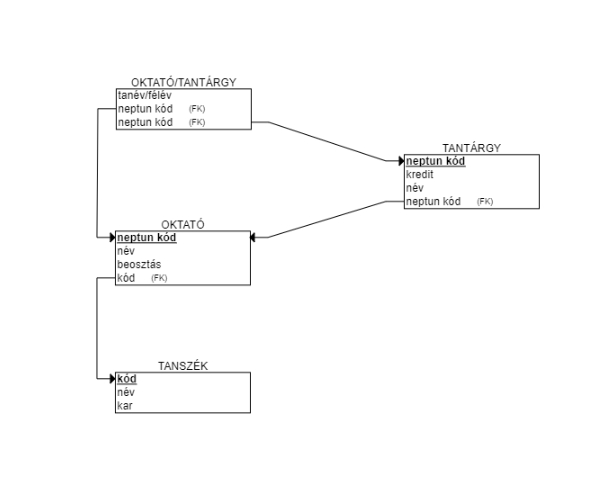 OKTATÓ/TANTÁRGY
tanév/félév
neptun kód (FK)
neptun kód (FK)
TANTÁRGY
neptun kód
kredit
név
neptun kód (FK)
OKTATÓ
neptun kód
név
beosztás
kód (FK)
TANSZÉK
kód
név
kar